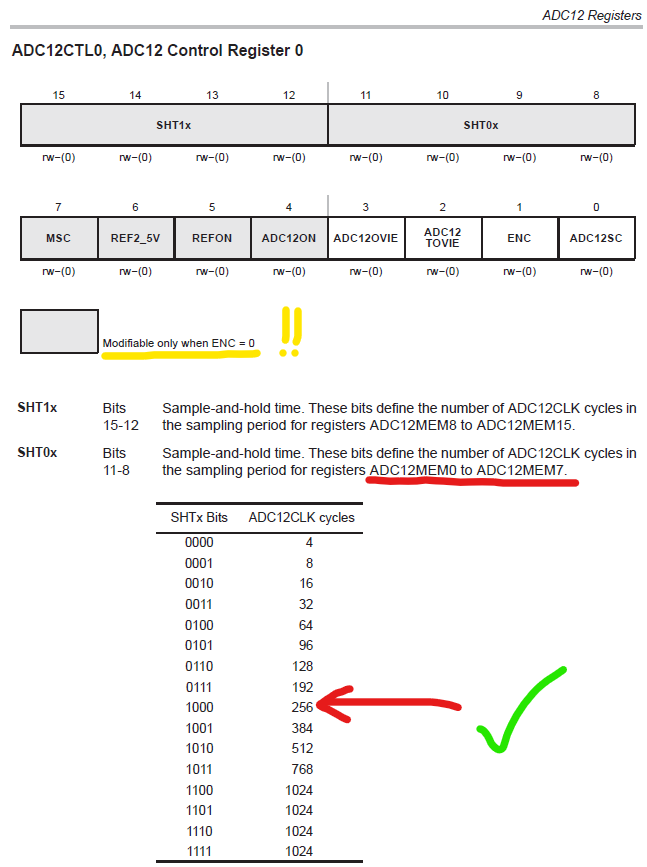 ADC12 Registers
ADC12CTL0, ADC12 Control Register 0
15 14 13 12 11 10 9 8
SHT1x SHT0x
rw−(0) rw−(0) rw−(0) rw−(0) rw−(0) rw−(0) rw−(0) rw−(0)
7 6 5 4 3 2 1 0
MSC REF2_5V REFON ADC12ON ADC12OVIE ADC12 TOVIE ENC ADC12SC
rw−(0) rw−(0) rw−(0) rw−(0) rw−(0) rw−(0) rw−(0) rw−(0)
!!
Modifiable only when ENC = 0
SHT1x Bits Sample-and-hold time. These bits define the number of ADC12CLK cycles in
15-12 the sampling period for registers ADC12MEM8 to ADC12MEM15.
SHT0x Bits Sample-and-hold time. These bits define the number of ADC12CLK cycles in
11-8 the sampling period for registers ADC12MEM0 to ADC12MEM7.
SHTx Bits ADC12CLK cycles
0000 4
0001 8
0010 16
0011 32
0100 64
0101 96
0110 128
0111 192
1000 256
1001 384
1010 512
1011 768
1100 1024
1101 1024
1110 1024
1111 1024